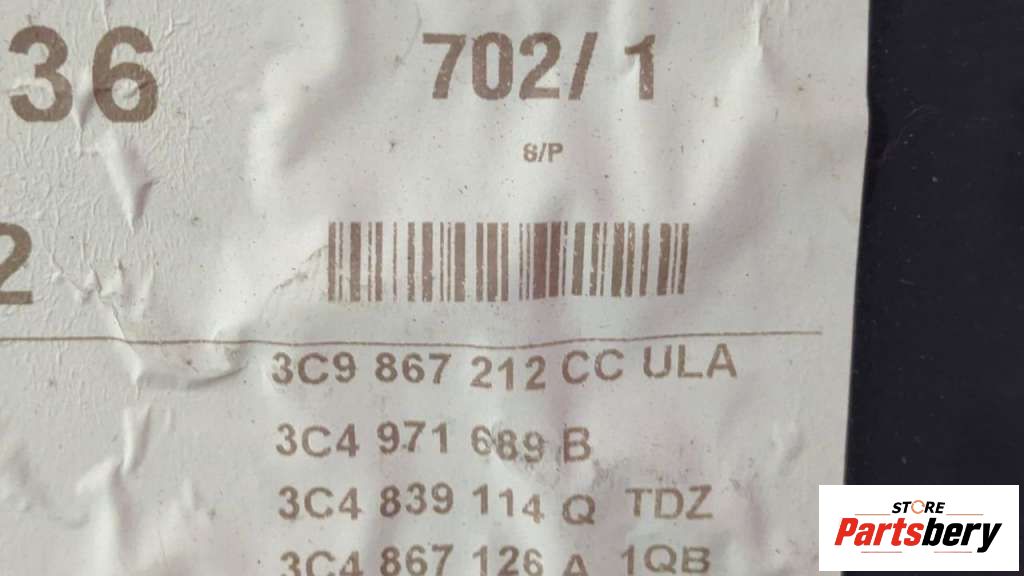 36 702/ 1
S/P
2
3C9 867 212 CC ULA
3C4 971 689 B
3C4 839 114 Q TDZ
3C4 867 126 A 1QB
STORE
Partsbery